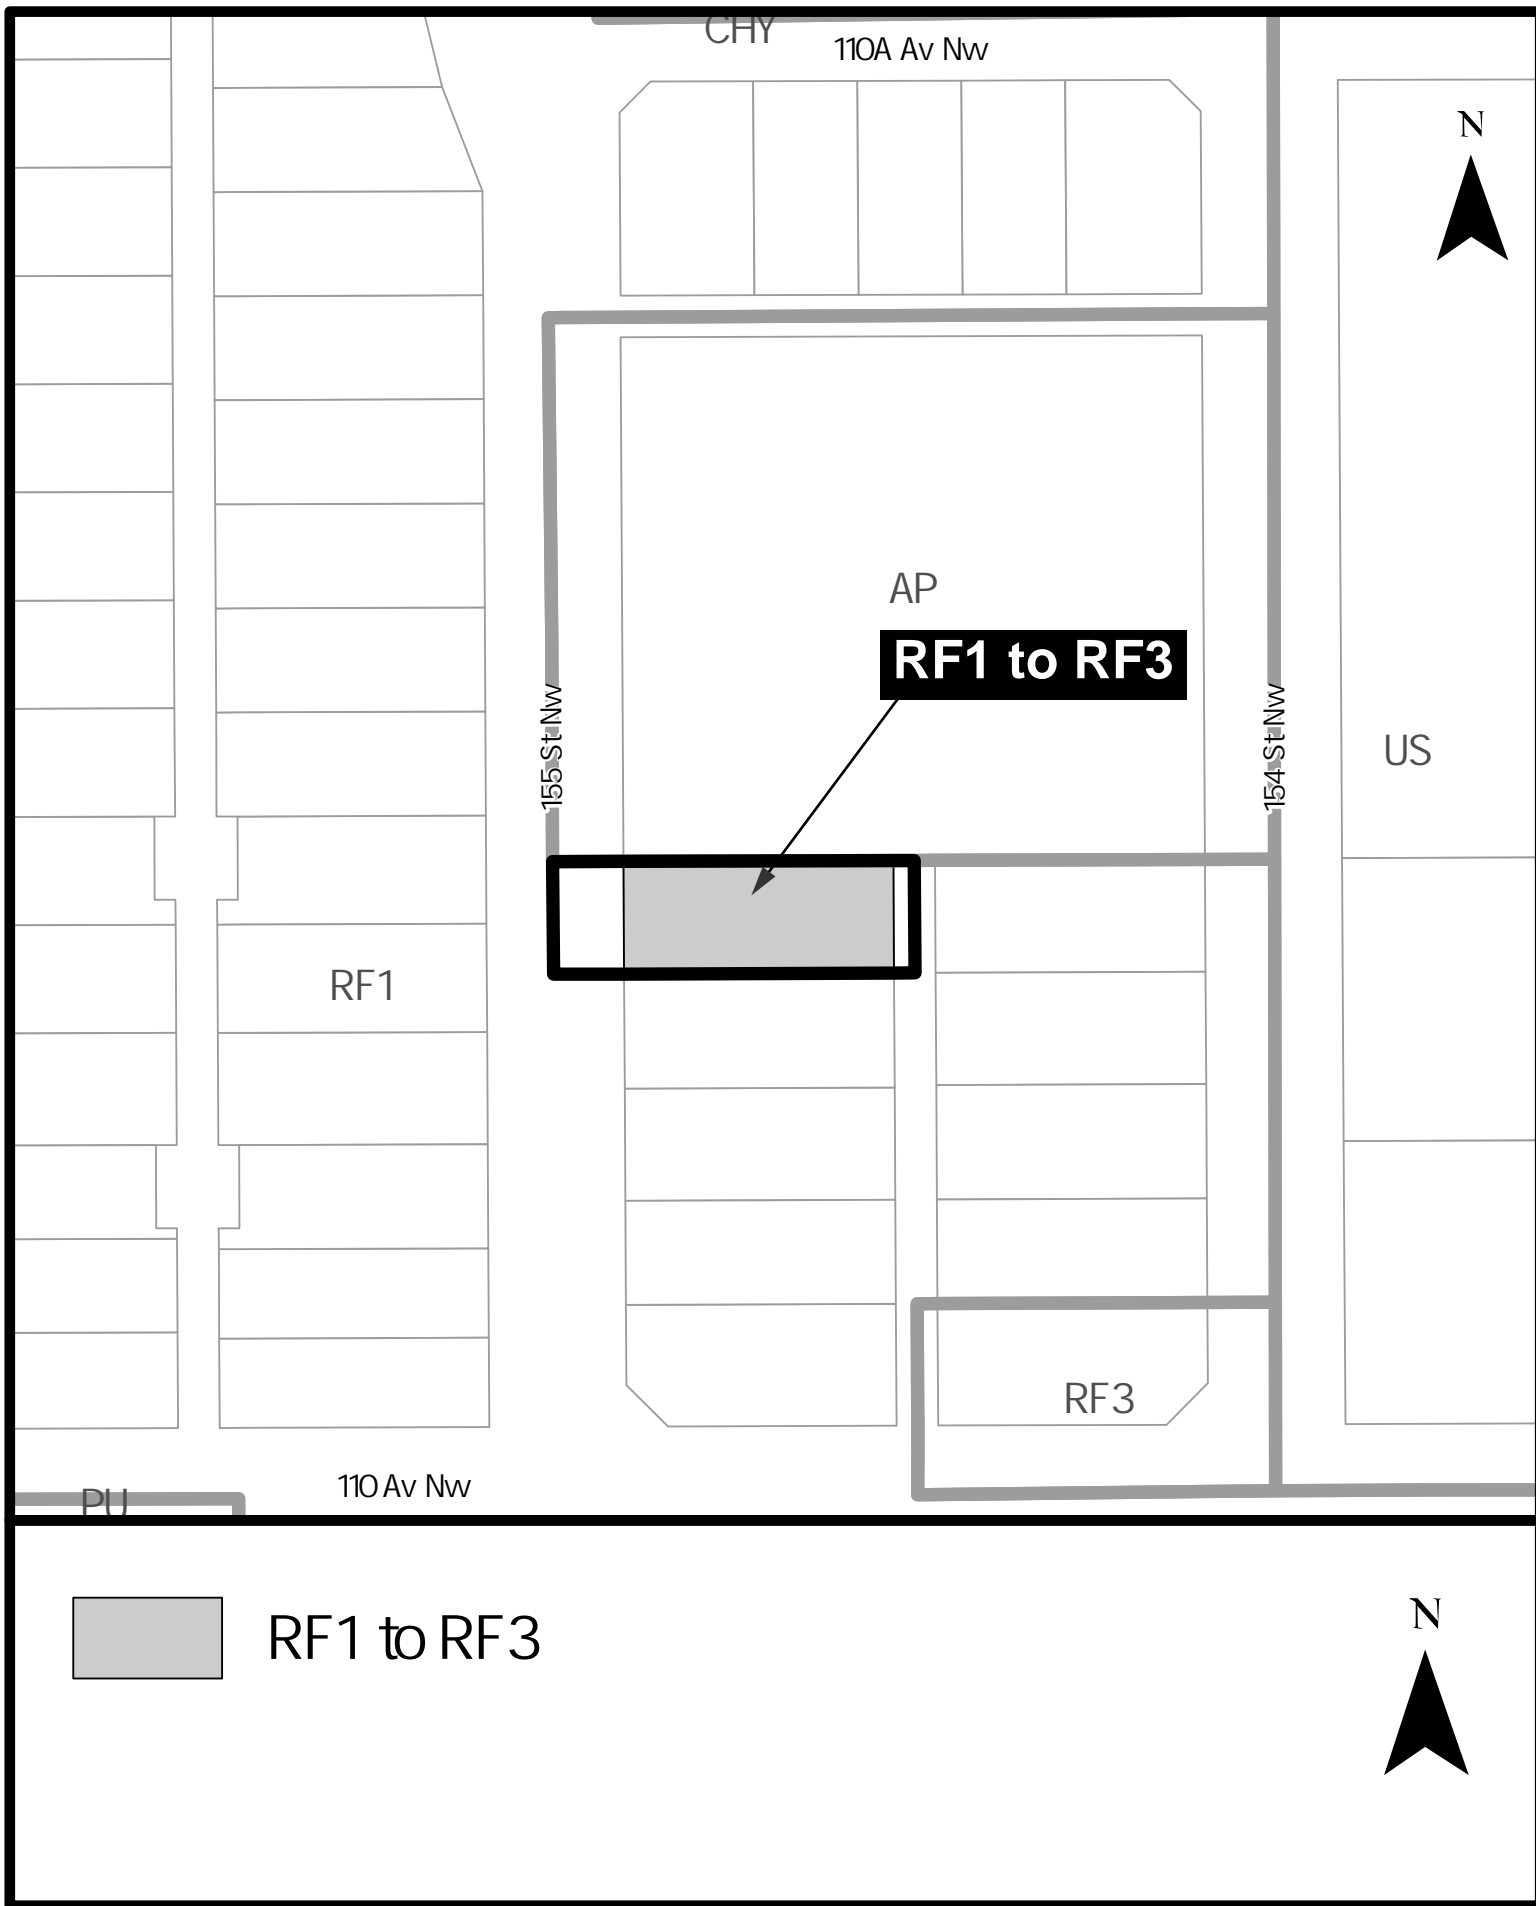 CHY
110A Av Nw
N
AP
RF1 to RF3
155 St Nw
154 St Nw
US
RF1
RF3
110 Av Nw
PU
RF1 to RF3
N